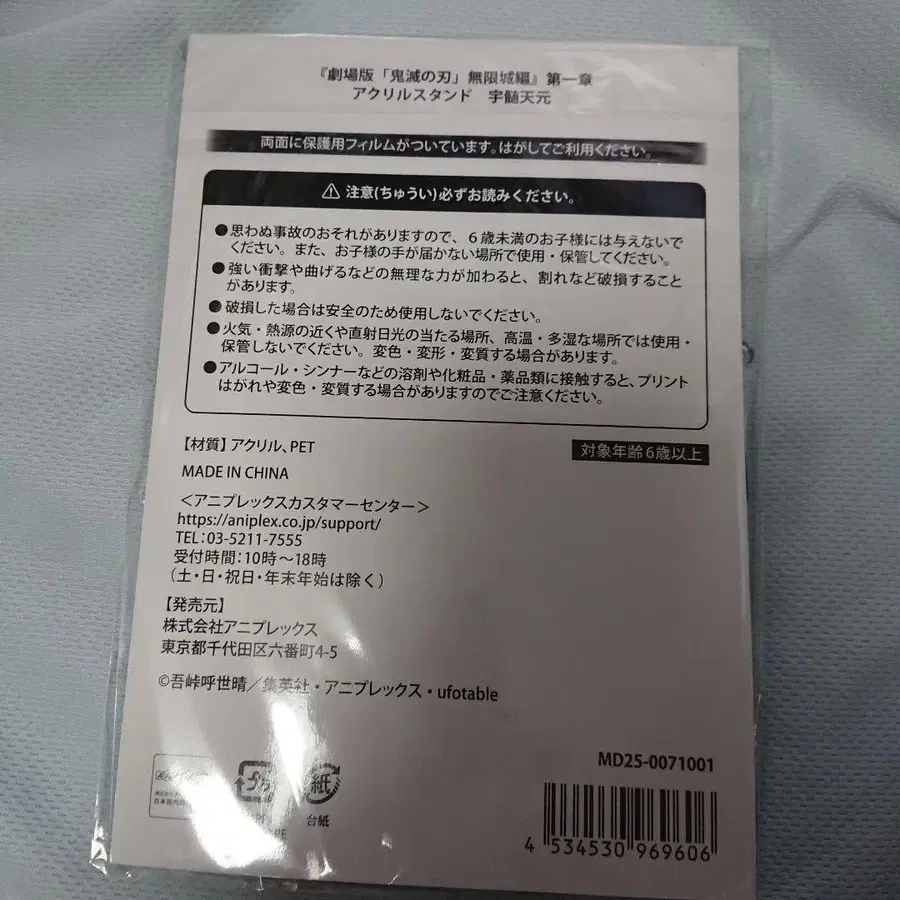 『劇場版「鬼滅の刃」無限城編』第一章
アクリルスタンド 宇髄天元
両面に保護用フィルムがついています。はがしてご利用ください。
⚠ 注意(ちゅうい)必ずお読みください。
●思わぬ事故のおそれがありますので、６歳未満のお子様には与えないで
ください。また、お子様の手が届かない場所で使用・保管してください。
●強い衝撃や曲げるなどの無理な力が加わると、割れなど破損すること
があります。
●破損した場合は安全のため使用しないでください。
●火気・熱源の近くや直射日光の当たる場所、高温・多湿な場所では使用・
保管しないでください。変色・変形・変質する場合があります。
●アルコール・シンナーなどの溶剤や化粧品・薬品類に接触すると、プリント
はがれや変色・変質する場合がありますのでご注意ください。
【材質】アクリル、PET
対象年齢6歳以上
MADE IN CHINA
＜アニプレックスカスタマーセンター＞
https://aniplex.co.jp/support/
TEL：03-5211-7555
受付時間：10時～18時
（土・日・祝日・年末年始は除く）
【発売元】
株式会社アニプレックス
東京都千代田区六番町4-5
©吾峠呼世晴／集英社・アニプレックス・ufotable
MD25-0071001
プラ
紙
台紙
4 534530 969606